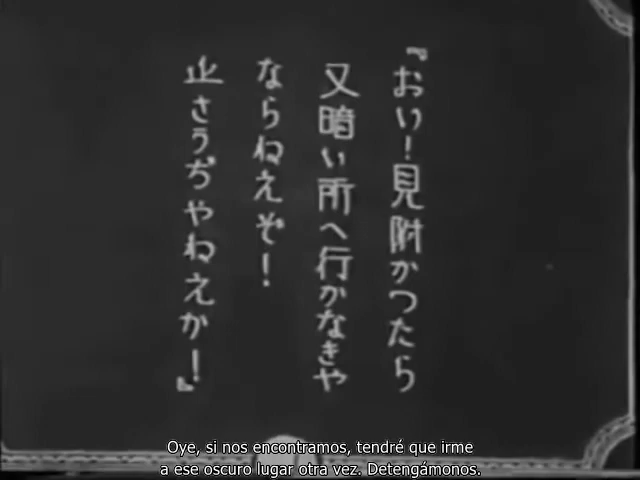 『おい!見附かつたら
又暗い所へ行かなきや
ならねえぞ!
止さうぢやねえか!』
Oye, si nos encontramos, tendré que irme
a ese oscuro lugar otra vez. Detengámonos.